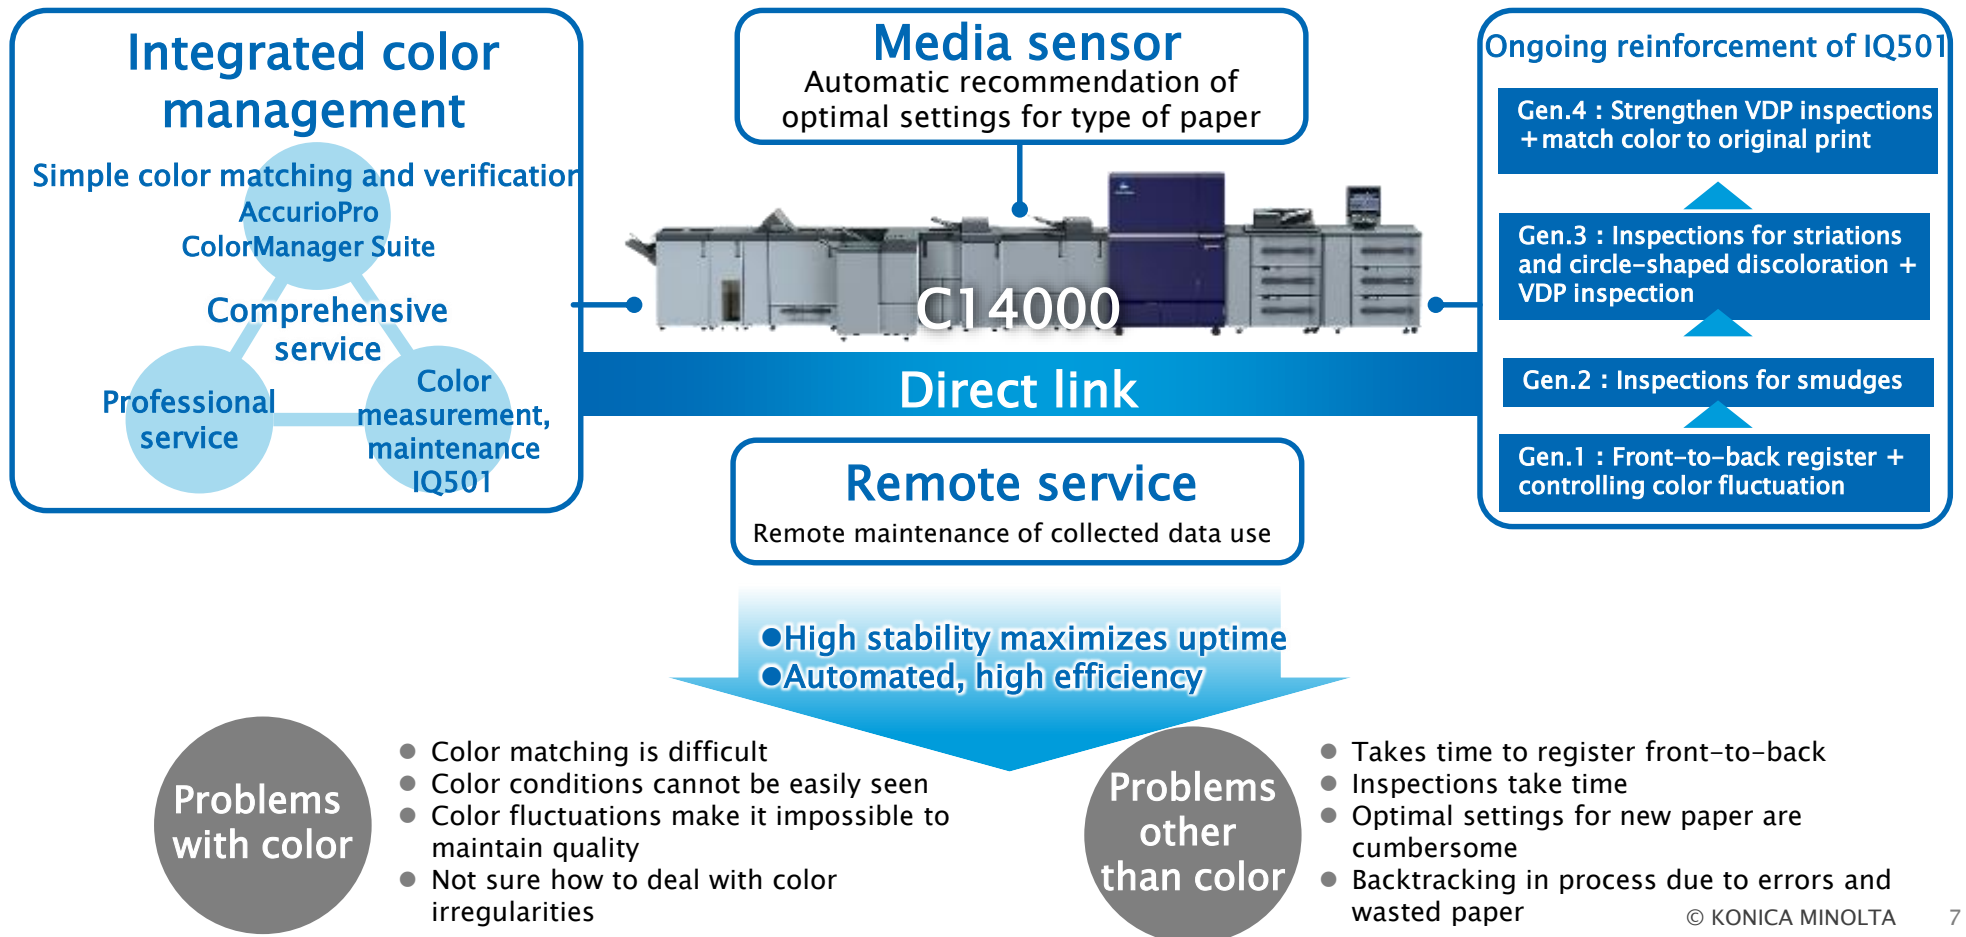 Integrated color
management
Simple color matching and verification
AccurioPro
ColorManager Suite
Comprehensive
service
Professional
service
Color
measurement,
maintenance
IQ501
Media sensor
Automatic recommendation of
optimal settings for type of paper
C14000
Direct link
Remote service
Remote maintenance of collected data use
Ongoing reinforcement of IQ501
Gen.4 : Strengthen VDP inspections
+match color to original print
Gen.3 : Inspections for striations
and circle-shaped discoloration +
VDP inspection
Gen.2 : Inspections for smudges
Gen.1 : Front-to-back register +
controlling color fluctuation
●High stability maximizes uptime
●Automated, high efficiency
Problems
with color
● Color matching is difficult
● Color conditions cannot be easily seen
● Color fluctuations make it impossible to
maintain quality
● Not sure how to deal with color
irregularities
Problems
other
than color
● Takes time to register front-to-back
● Inspections take time
● Optimal settings for new paper are
cumbersome
● Backtracking in process due to errors and
wasted paper
© KONICA MINOLTA 7